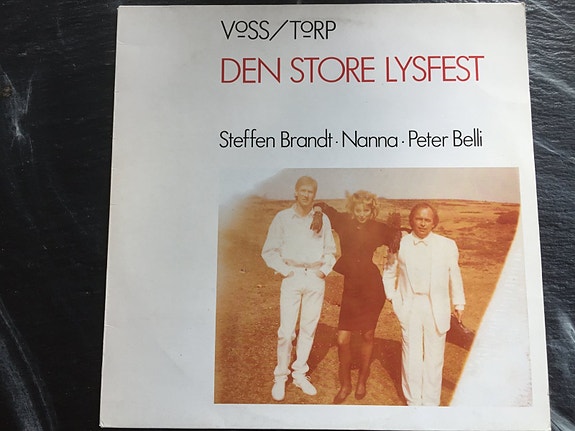 VOSS/TORP
DEN STORE LYSFEST
Steffen Brandt · Nanna · Peter Belli